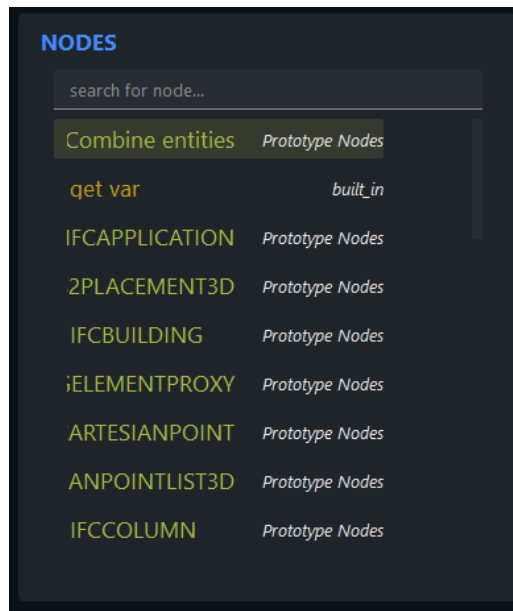 NODES
search for node...
Combine entities Prototype Nodes
get var built_in
IFCAPPLICATION Prototype Nodes
2PLACEMENT3D Prototype Nodes
IFCBUILDING Prototype Nodes
GELEMENTPROXY Prototype Nodes
ARTESIANPOINT Prototype Nodes
ANPOINTLIST3D Prototype Nodes
IFCCOLUMN Prototype Nodes